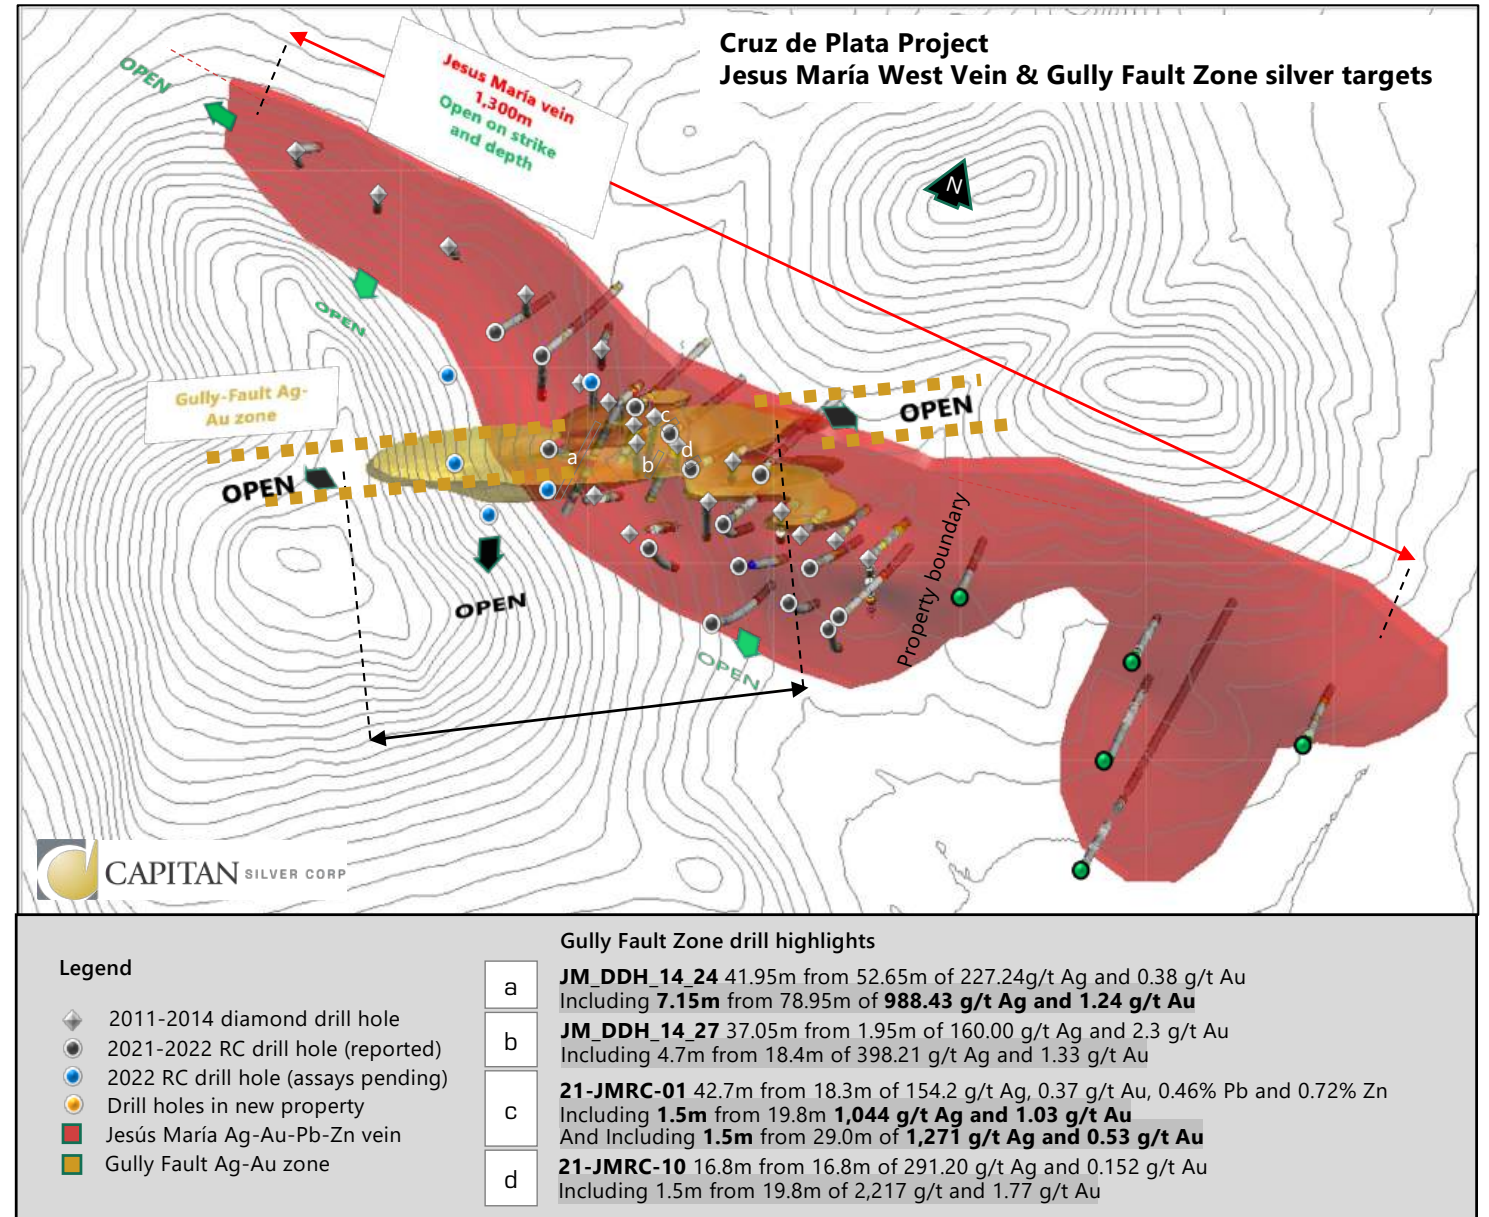 Cruz de Plata Project
Jesus María West Vein & Gully Fault Zone silver targets
OPEN
Jesus María vein
1,300m
Open on strike
and depth
N
OPEN
Gully-Fault Ag-
Au zone
OPEN
OPEN
c
d
a
b
OPEN
OPEN
Property boundary
CAPITAN SILVER CORP
Legend
2011-2014 diamond drill hole
2021-2022 RC drill hole (reported)
2022 RC drill hole (assays pending)
Drill holes in new property
Jesús María Ag-Au-Pb-Zn vein
Gully Fault Ag-Au zone
Gully Fault Zone drill highlights
a
JM_DDH_14_24 41.95m from 52.65m of 227.24g/t Ag and 0.38 g/t Au
Including 7.15m from 78.95m of 988.43 g/t Ag and 1.24 g/t Au
b
JM_DDH_14_27 37.05m from 1.95m of 160.00 g/t Ag and 2.3 g/t Au
Including 4.7m from 18.4m of 398.21 g/t Ag and 1.33 g/t Au
c
21-JMRC-01 42.7m from 18.3m of 154.2 g/t Ag, 0.37 g/t Au, 0.46% Pb and 0.72% Zn
Including 1.5m from 19.8m 1,044 g/t Ag and 1.03 g/t Au
And Including 1.5m from 29.0m of 1,271 g/t Ag and 0.53 g/t Au
d
21-JMRC-10 16.8m from 16.8m of 291.20 g/t Ag and 0.152 g/t Au
Including 1.5m from 19.8m of 2,217 g/t and 1.77 g/t Au